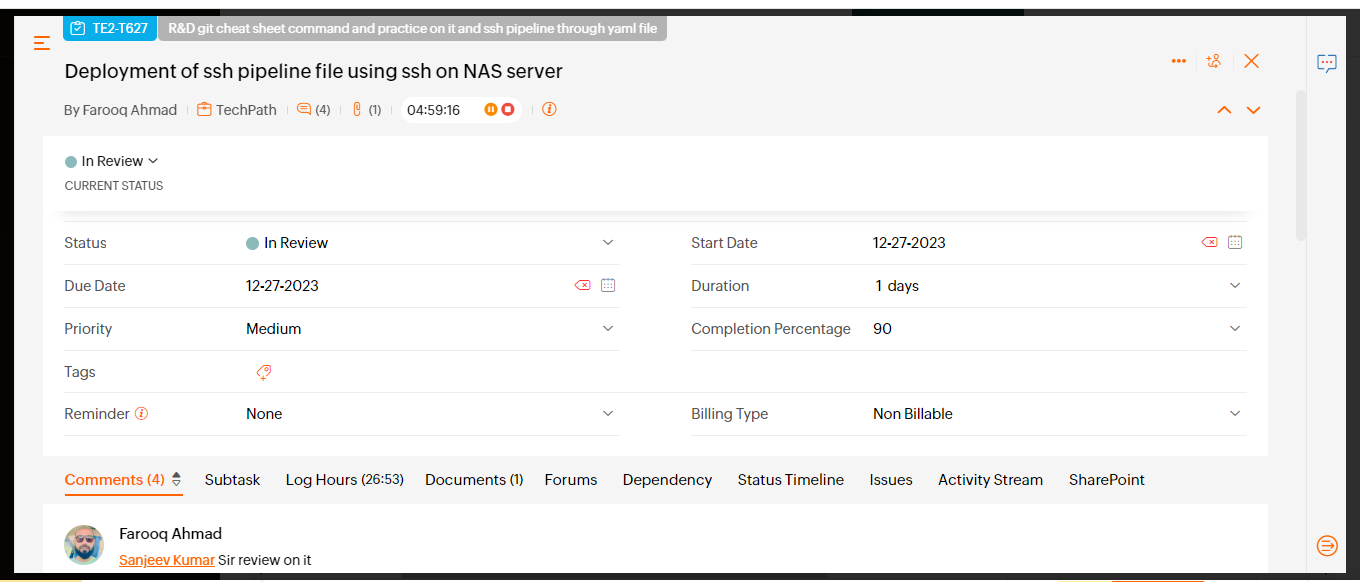 TE2-T627 R&D git cheat sheet command and practice on it and ssh pipeline through yaml file
Deployment of ssh pipeline file using ssh on NAS server
By Farooq Ahmad TechPath (4) (1) 04:59:16
In Review
CURRENT STATUS
Status In Review Start Date 12-27-2023
Due Date 12-27-2023 Duration 1 days
Priority Medium Completion Percentage 90
Tags
Reminder None Billing Type Non Billable
Comments (4) Subtask Log Hours (26:53) Documents (1) Forums Dependency Status Timeline Issues Activity Stream SharePoint
Farooq Ahmad
Sanjeev Kumar Sir review on it